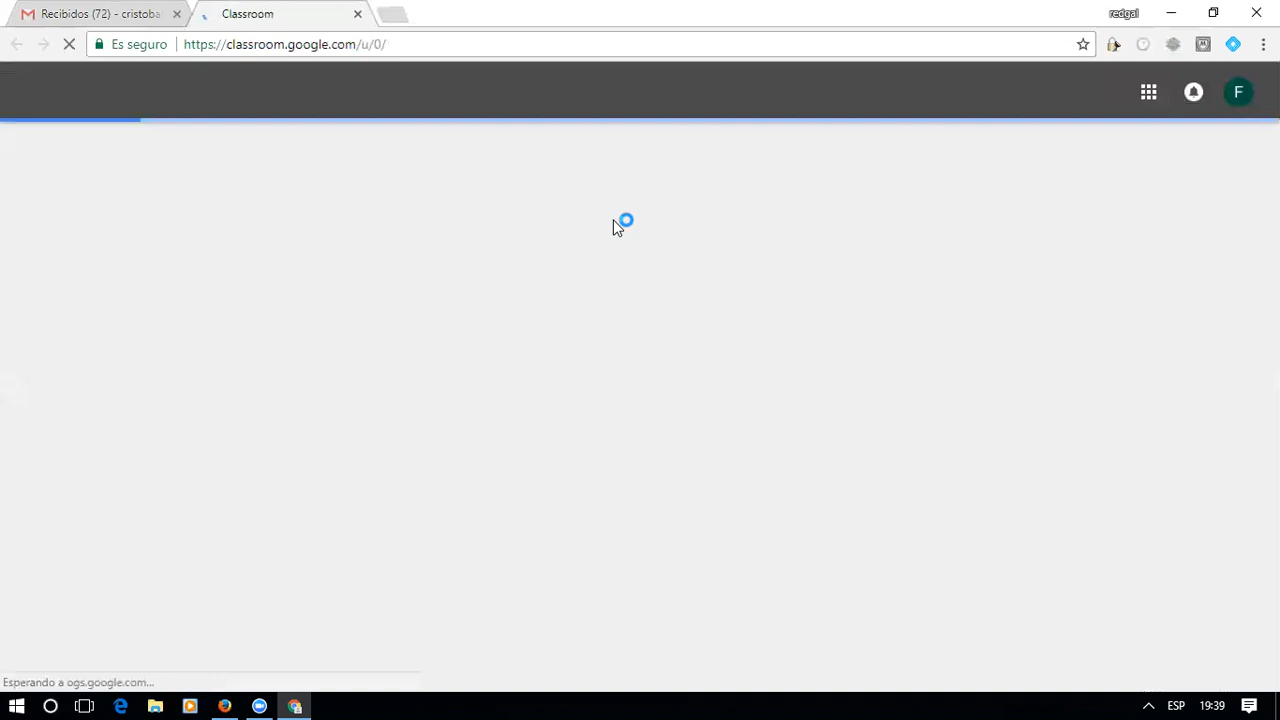 Recibidos (72) - cristoba
Classroom
redgal
Es seguro
https://classroom.google.com/u/0/
F
Esperando a ogs.google.com...
ESP
19:39